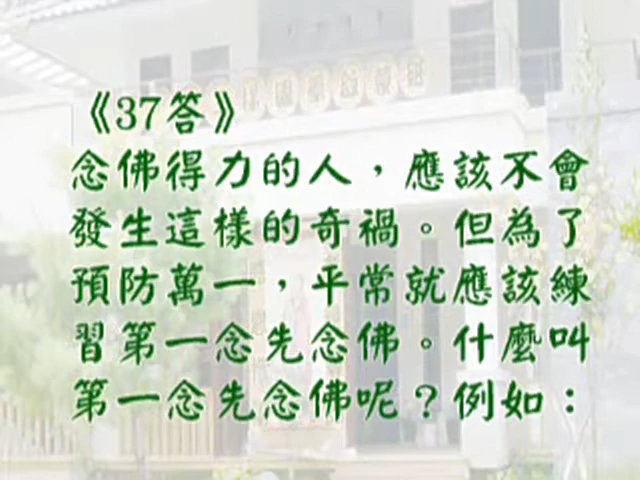 《37答》
念佛得力的人，應該不會
發生這樣的奇禍。但為了
預防萬一，平常就應該練
習第一念先念佛。什麼叫
第一念先念佛呢？例如：